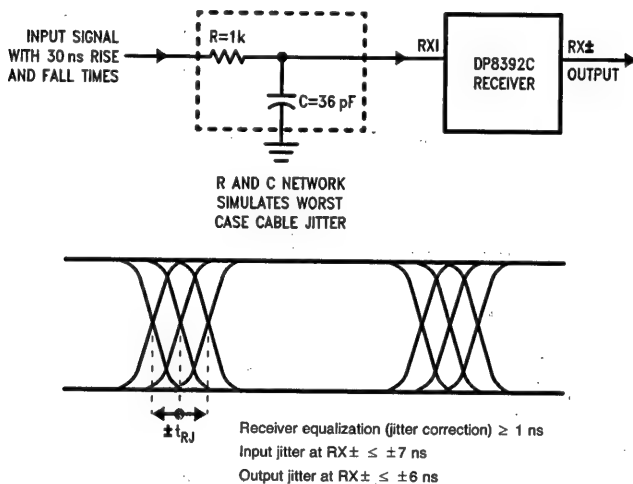 INPUT SIGNAL
WITH 30 ns RISE
AND FALL TIMES
R=1k
C=36 pF
RXI
DP8392C
RECEIVER
RX±
OUTPUT
R AND C NETWORK
SIMULATES WORST
CASE CABLE JITTER
± tRJ
Receiver equalization (jitter correction) ≥ 1 ns
Input jitter at RX± ≤ ±7 ns
Output jitter at RX± ≤ ±6 ns